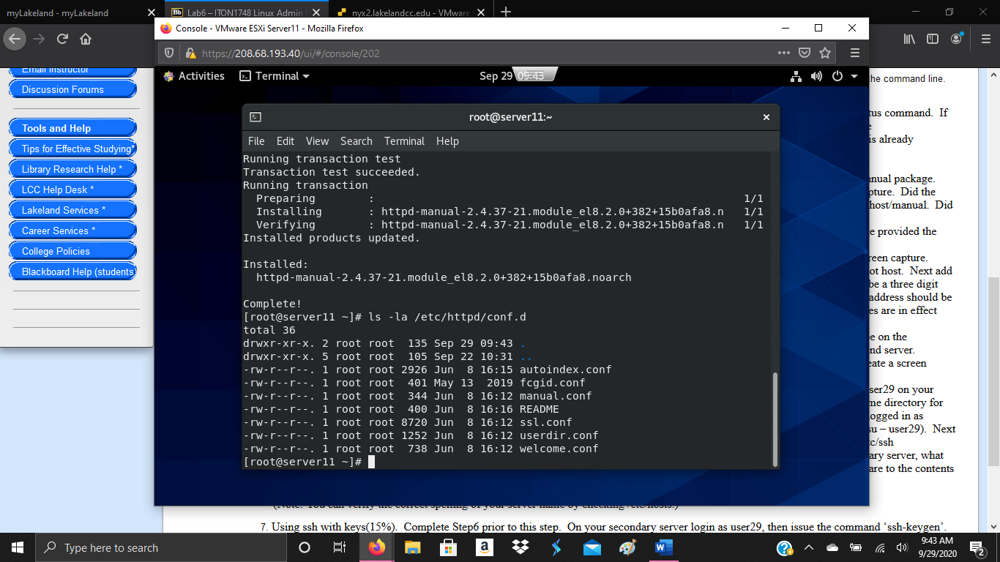 myLakeland - myLakeland
Lab6 – ITON1748 Linux Admin
nyx2.lakelandcc.edu - VMware
Console - VMware ESXi Server11 - Mozilla Firefox
https://208.68.193.40/ui/#/console/202
Activities
Terminal
Sep 29 09:43
root@server11:~
File Edit View Search Terminal Help
Running transaction test
Transaction test succeeded.
Running transaction
Preparing : 1/1
Installing : httpd-manual-2.4.37-21.module_el8.2.0+382+15b0afa8.n 1/1
Verifying : httpd-manual-2.4.37-21.module_el8.2.0+382+15b0afa8.n 1/1
Installed products updated.
Installed:
httpd-manual-2.4.37-21.module_el8.2.0+382+15b0afa8.noarch
Complete!
[root@server11 ~]# ls -la /etc/httpd/conf.d
total 36
drwxr-xr-x. 2 root root 135 Sep 29 09:43 .
drwxr-xr-x. 5 root root 105 Sep 22 10:31 ..
-rw-r--r--. 1 root root 2926 Jun 8 16:15 autoindex.conf
-rw-r--r--. 1 root root 401 May 13 2019 fcgid.conf
-rw-r--r--. 1 root root 344 Jun 8 16:12 manual.conf
-rw-r--r--. 1 root root 400 Jun 8 16:16 README
-rw-r--r--. 1 root root 8720 Jun 8 16:12 ssl.conf
-rw-r--r--. 1 root root 1252 Jun 8 16:12 userdir.conf
-rw-r--r--. 1 root root 738 Jun 8 16:12 welcome.conf
[root@server11 ~]#
Email Instructor
Discussion Forums
Tools and Help
Tips for Effective Studying*
Library Research Help *
LCC Help Desk *
Lakeland Services *
Career Services *
College Policies
Blackboard Help (students
the command line.
tus command. If
is already
nual package.
pture. Did the
host/manual. Did
e provided the
reen capture.
ot host. Next add
be a three digit
address should be
es are in effect
pe on the
nd server.
eate a screen
ser29 on your
me directory for
logged in as
su – user29). Next
tc/ssh
ary server, what
are to the contents
(Note: You can verify the correct spelling of your server name by checking /etc/hosts.)
7. Using ssh with keys(15%). Complete Step6 prior to this step. On your secondary server login as user29, then issue the command ‘ssh-keygen’.
Type here to search
9:43 AM
9/29/2020
2